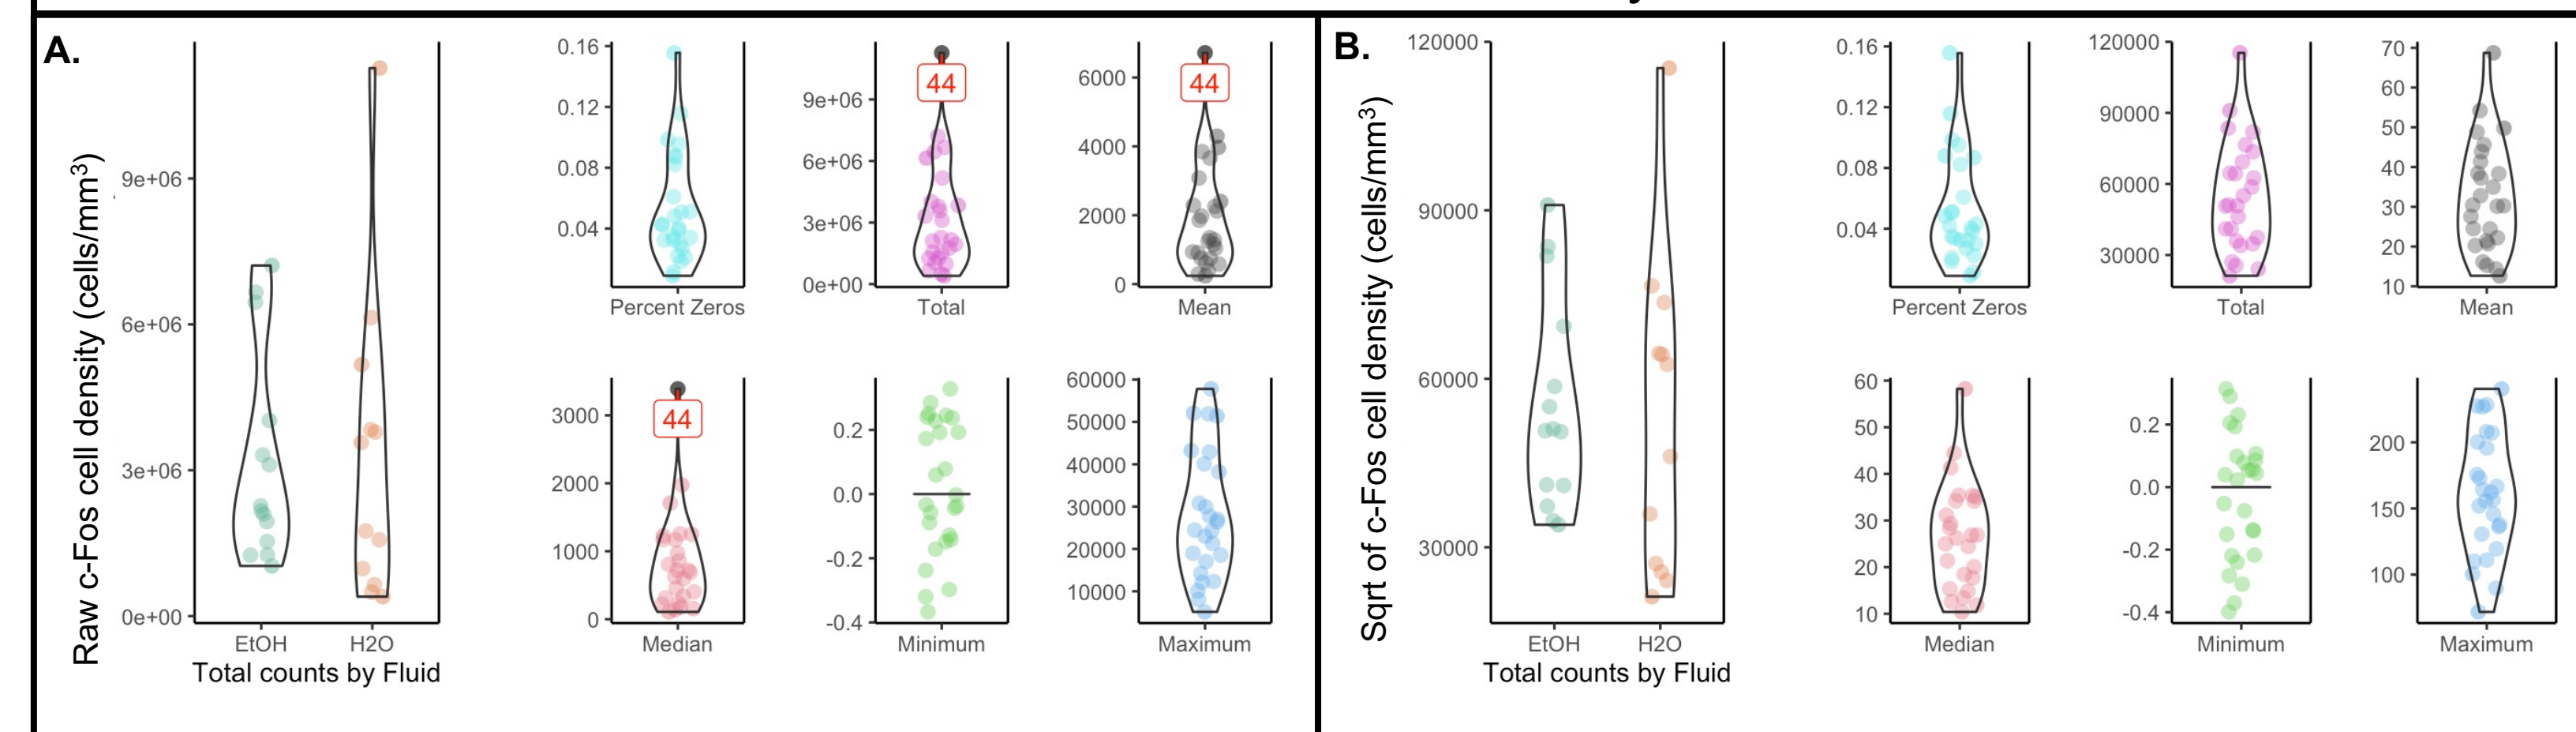 A.
Raw c-Fos cell density (cells/mm³)
9e+06
6e+06
3e+06
0e+00
EtOH H2O
Total counts by Fluid
0.16
0.12
0.08
0.04
Percent Zeros
9e+06
6e+06
3e+06
0e+00
44
Total
6000
4000
2000
0
44
Mean
3000
2000
1000
0
44
Median
0.2
0.0
-0.2
-0.4
Minimum
60000
50000
40000
30000
20000
10000
Maximum
B.
Sqrt of c-Fos cell density (cells/mm³)
120000
90000
60000
30000
EtOH H2O
Total counts by Fluid
0.16
0.12
0.08
0.04
Percent Zeros
120000
90000
60000
30000
Total
70
60
50
40
30
20
10
Mean
60
50
40
30
20
10
Median
0.2
0.0
-0.2
-0.4
Minimum
200
150
100
Maximum